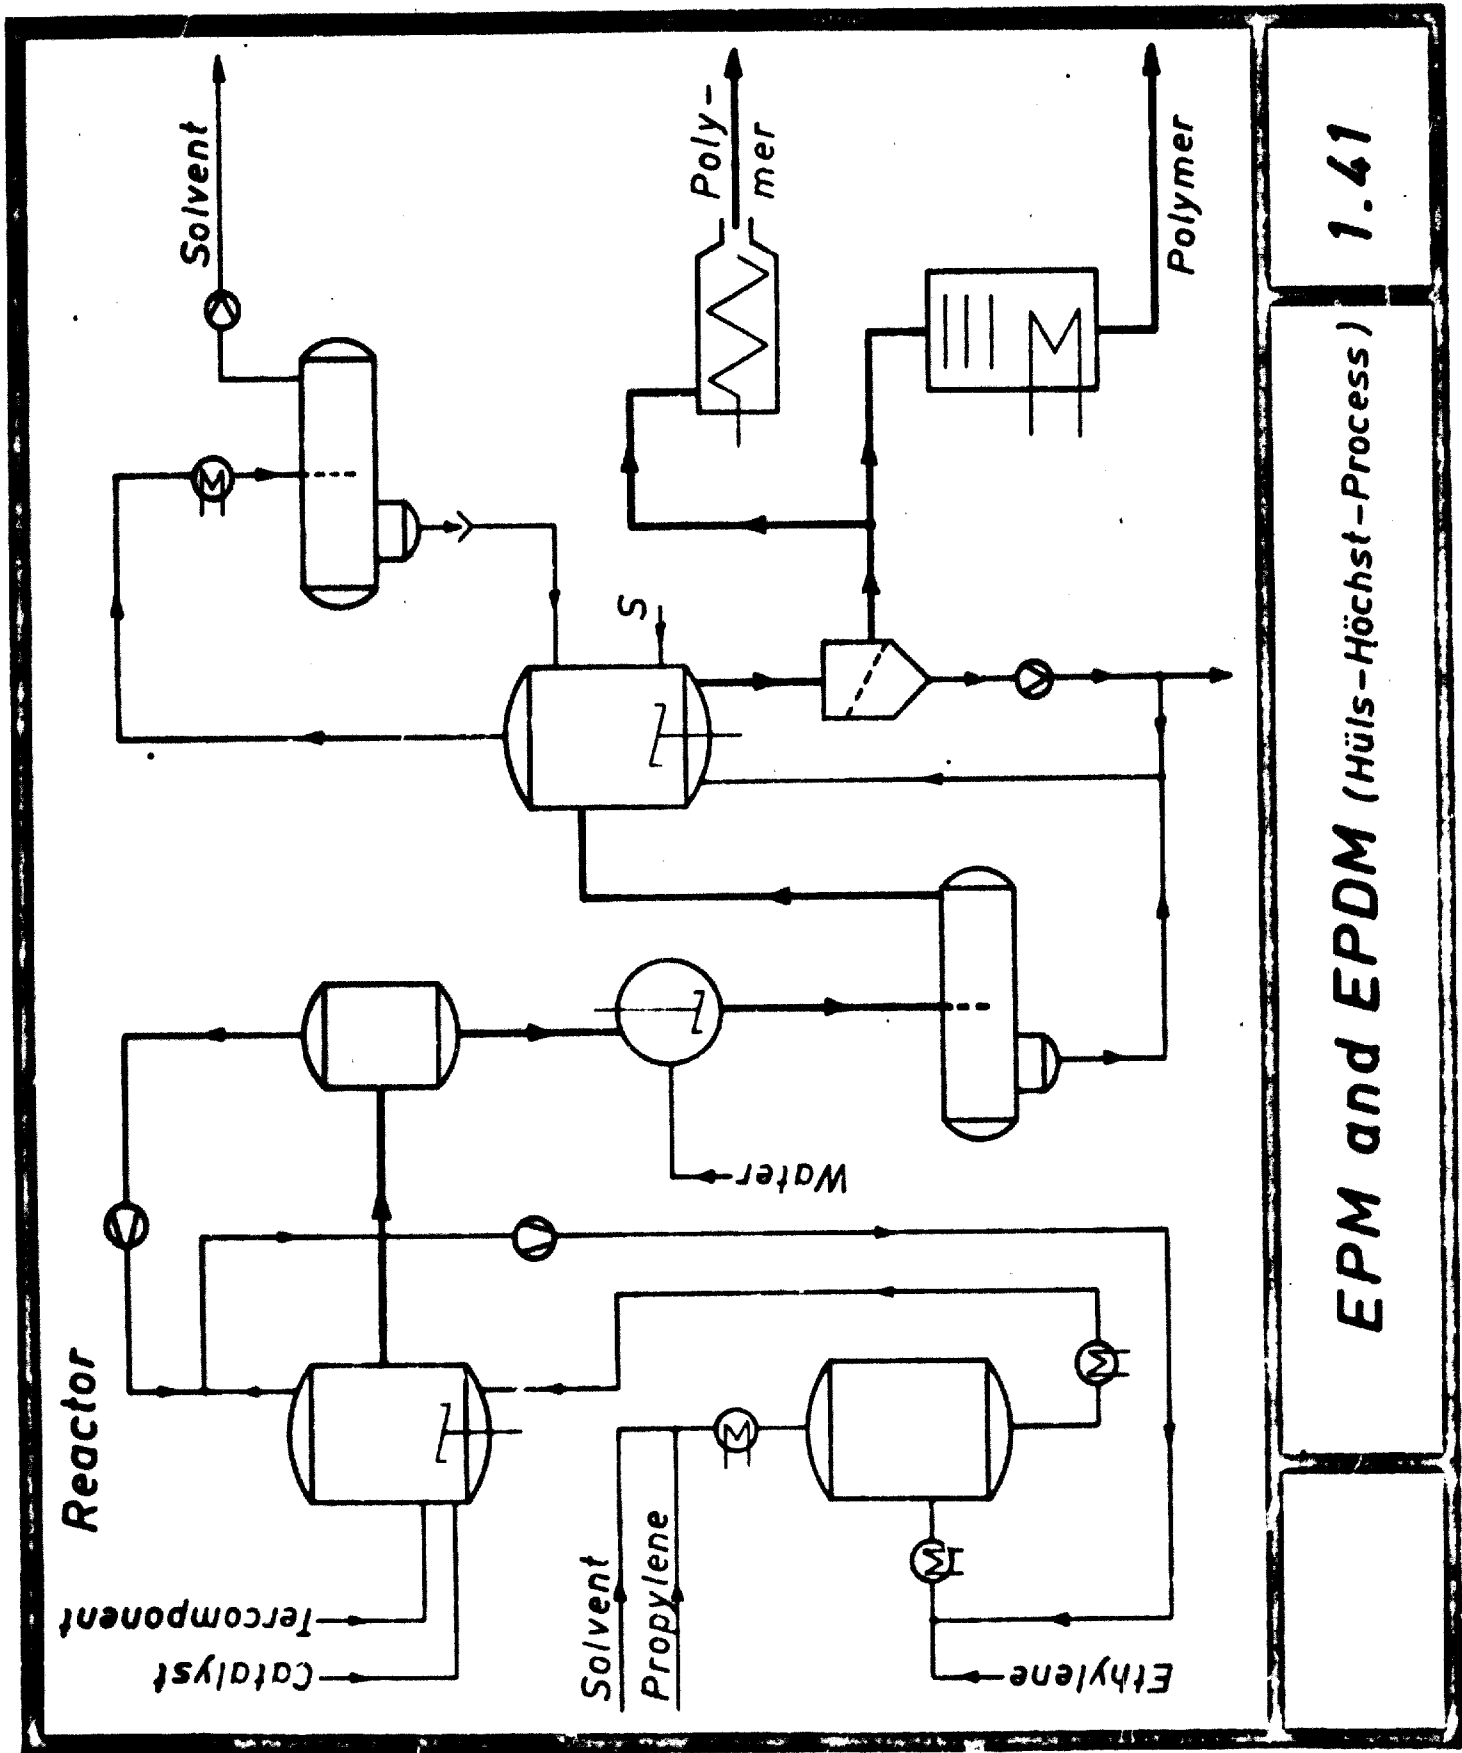 Reactor
Tercomponent
Catalyst
Solvent
Propylene
Ethylene
Water
S
Solvent
Poly-
mer
Polymer
EPM and EPDM (Hüls-Höchst-Process)
1.41